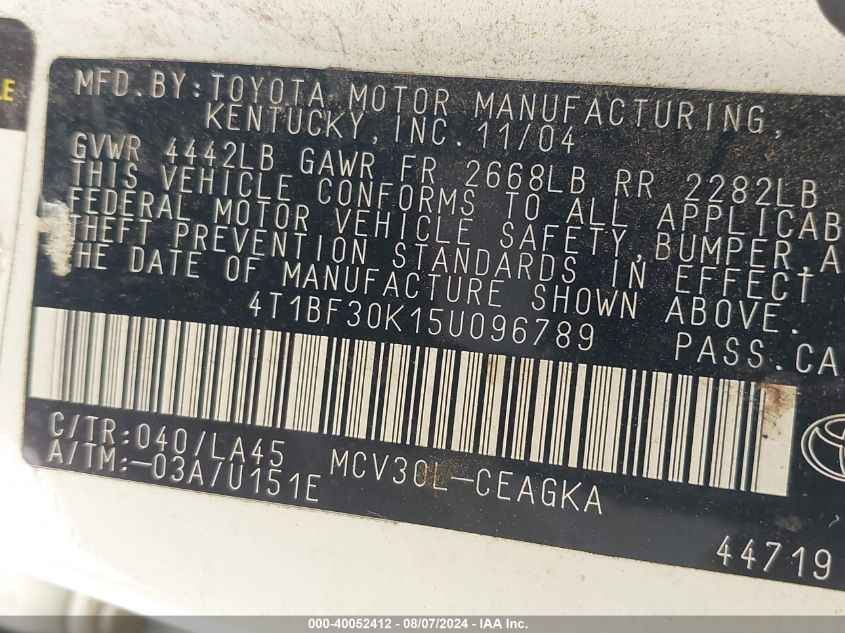 LE
MFD.BY:TOYOTA MOTOR MANUFACTURING,
KENTUCKY, INC. 11/04
GVWR 4442LB GAWR FR 2668LB RR 2282LB
THIS VEHICLE CONFORMS TO ALL APPLICAB
FEDERAL MOTOR VEHICLE SAFETY, BUMPER, A
THEFT PREVENTION STANDARDS IN EFFECT
THE DATE OF MANUFACTURE SHOWN ABOVE.
4T1BF30K15U096789 PASS.CA
C/TR:040/LA45 MCV30L-CEAGKA
A/TM:-03A/U151E
44719
000-40052412 - 08/07/2024 - IAA Inc.